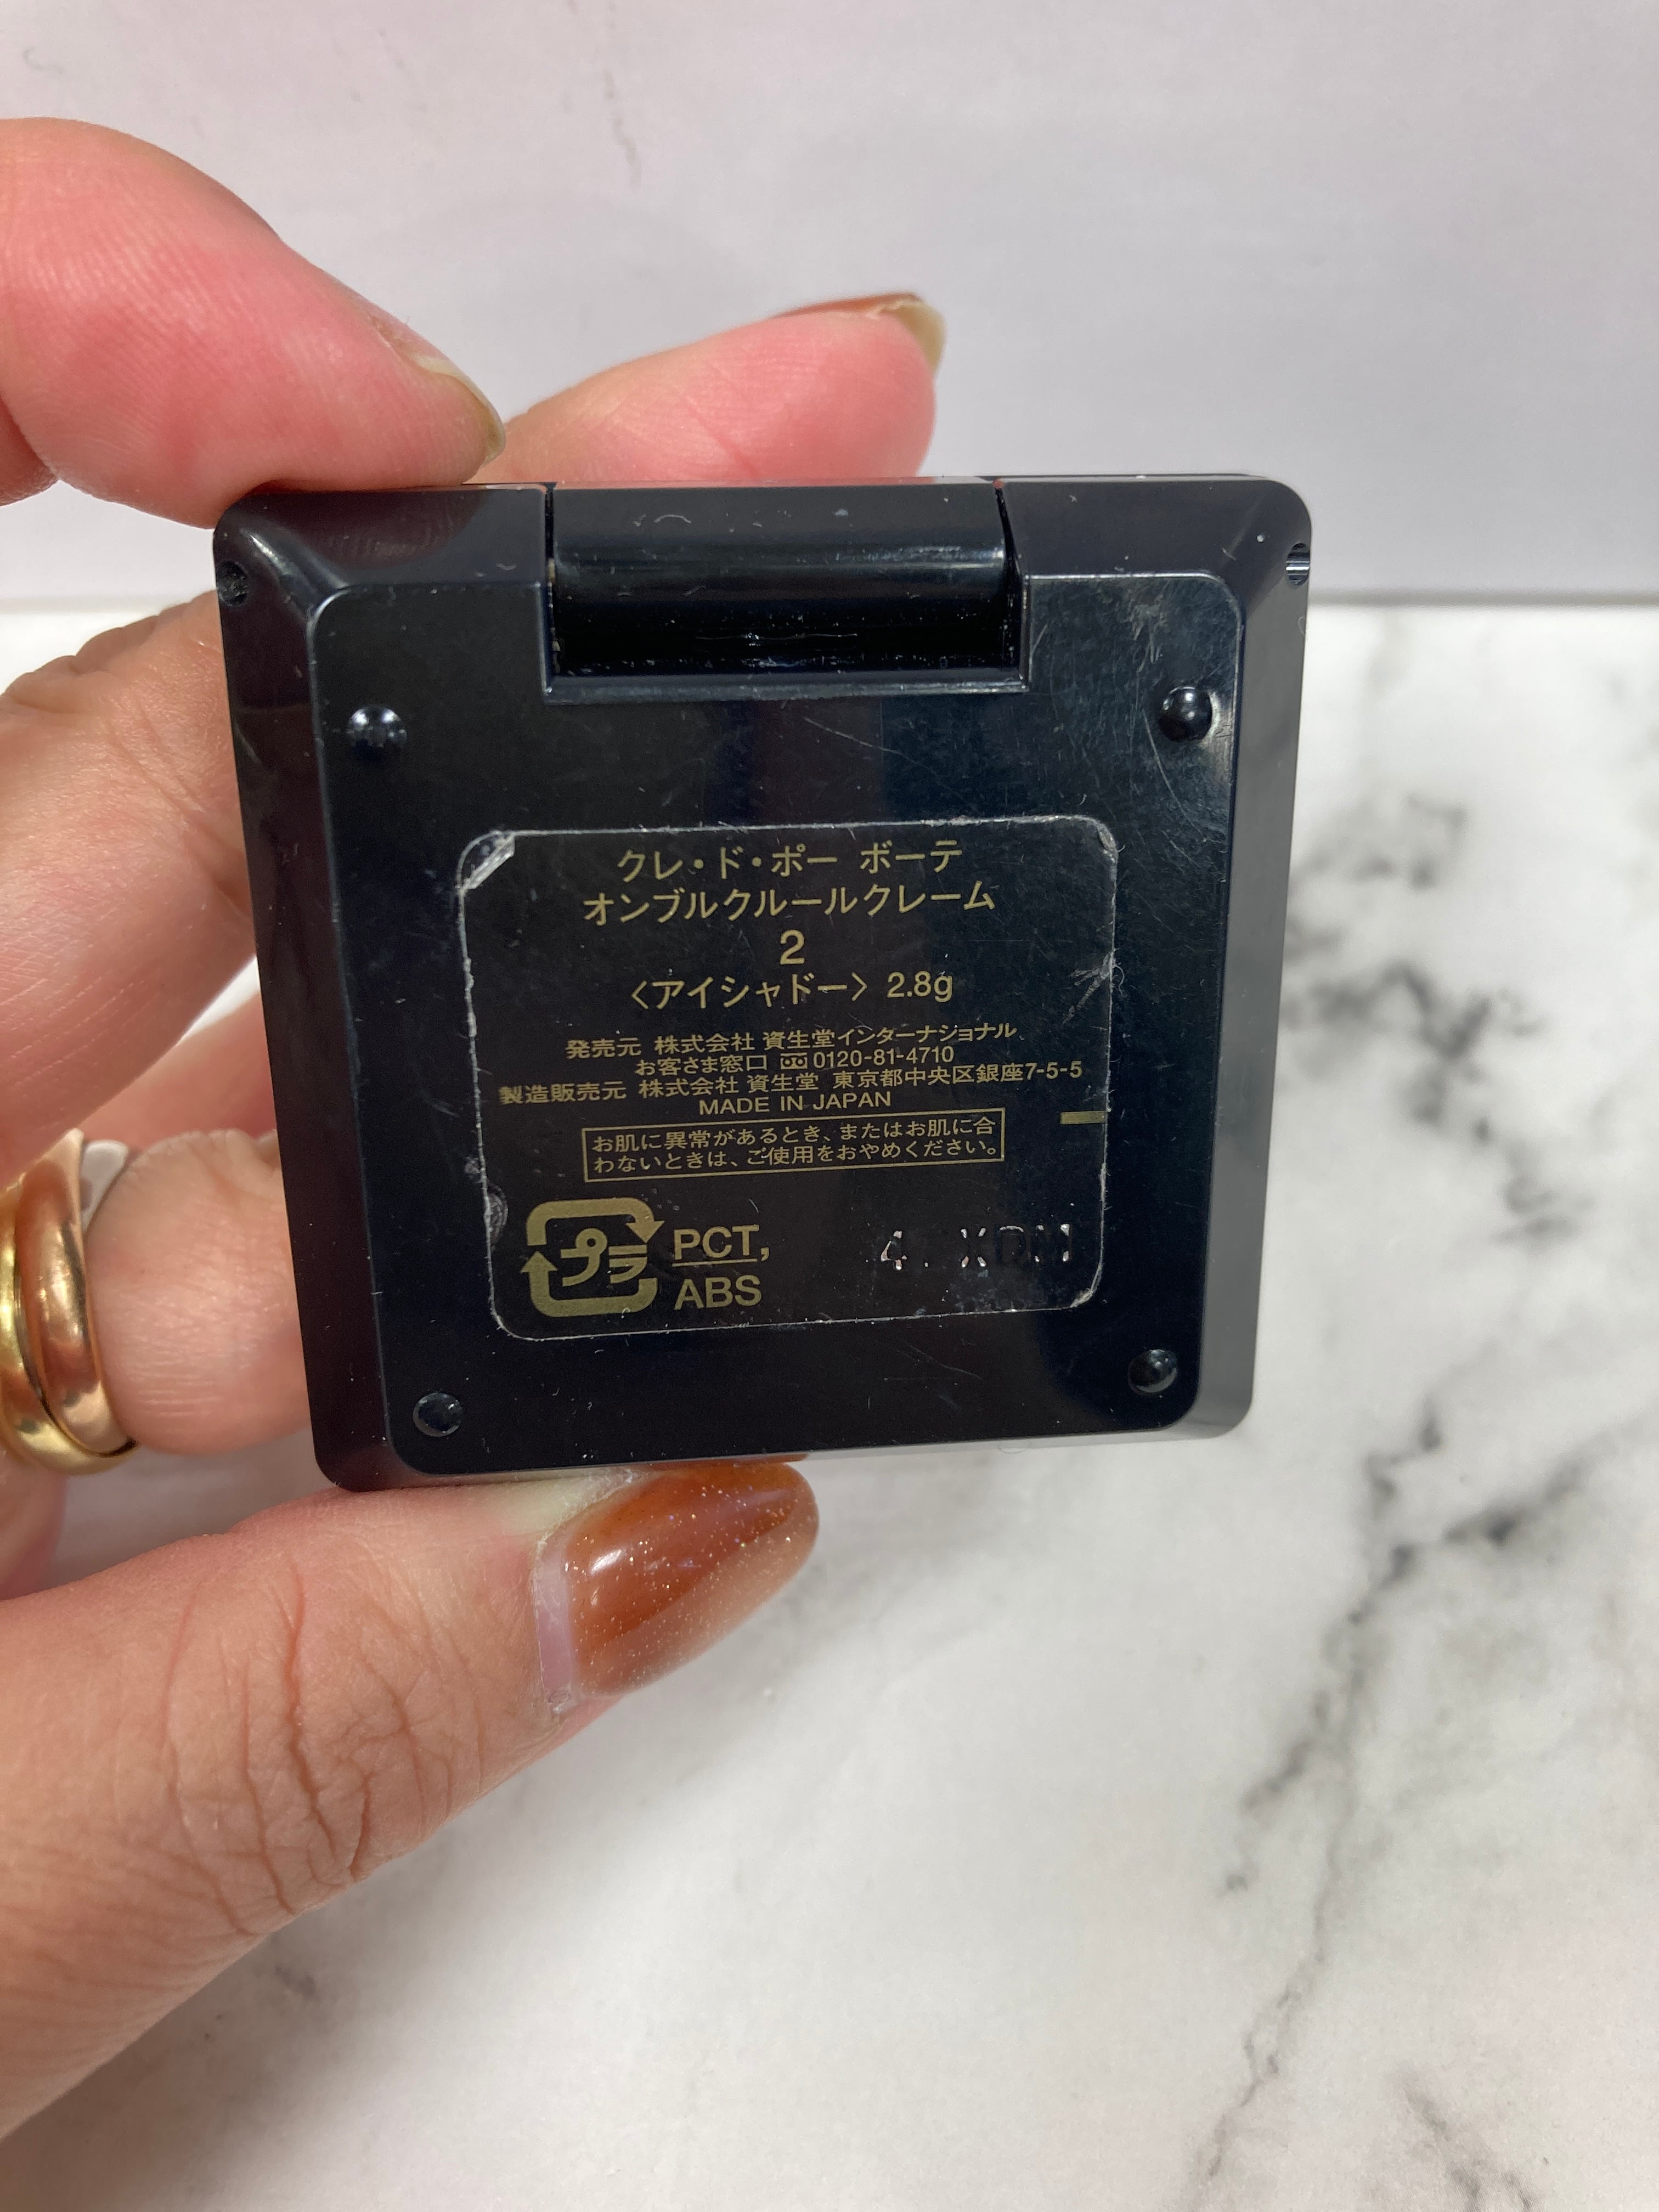 クレ・ド・ポー ボーテ
オンブルクルールクレーム
2
〈アイシャドー〉 2.8g
発売元 株式会社 資生堂インターナショナル
お客さま窓口 0120-81-4710
製造販売元 株式会社 資生堂 東京都中央区銀座7-5-5
MADE IN JAPAN
お肌に異常があるとき、またはお肌に合
わないときは、ご使用をおやめください。
プラ PCT,
ABS